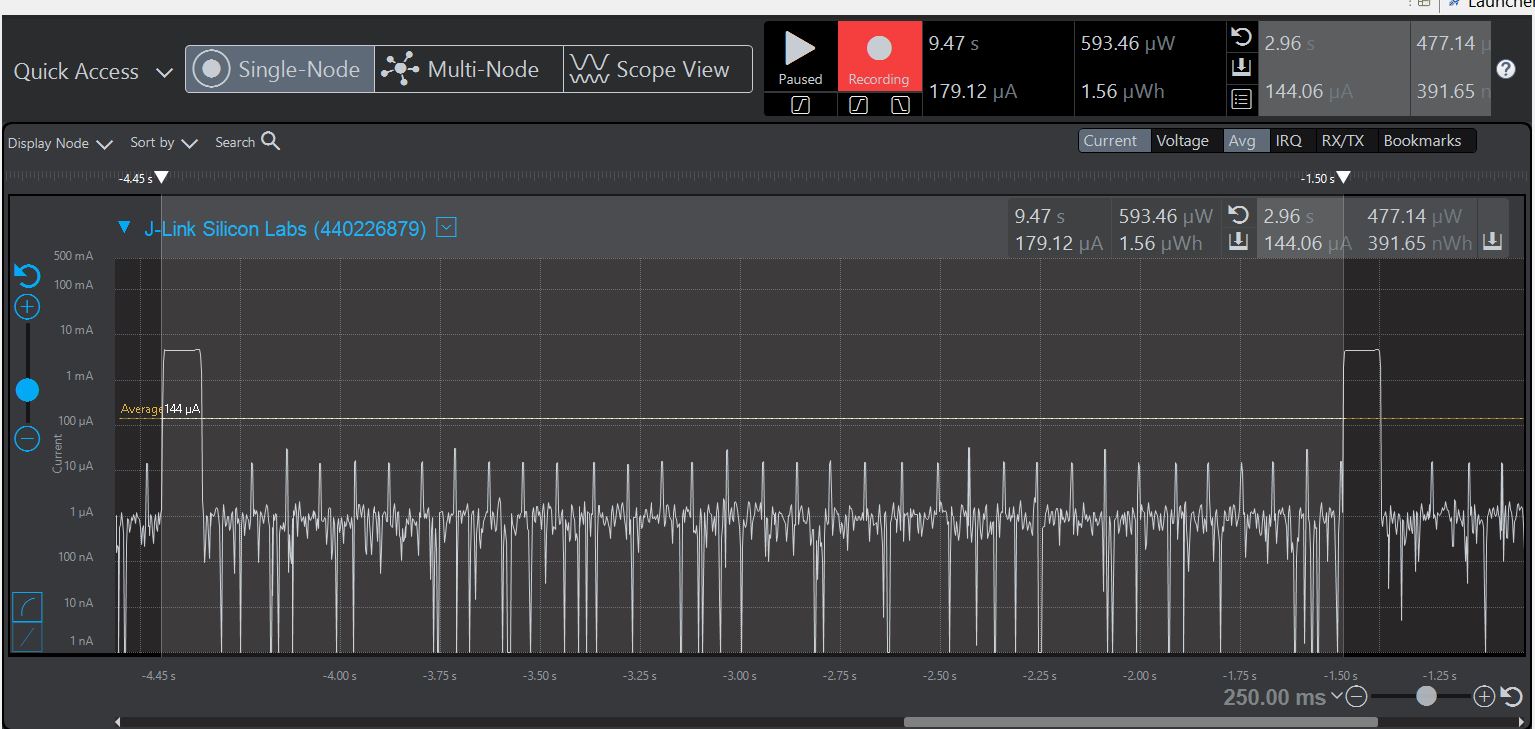 Launcher
Quick Access
Single-Node
Multi-Node
Scope View
Paused
Recording
9.47 s
179.12 µA
593.46 µW
1.56 µWh
2.96 s
144.06 µA
477.14 µ
391.65 n
?
Display Node
Sort by
Search
Current
Voltage
Avg
IRQ
RX/TX
Bookmarks
-4.45 s
-1.50 s
J-Link Silicon Labs (440226879)
9.47 s
593.46 µW
2.96 s
477.14 µW
179.12 µA
1.56 µWh
144.06 µA
391.65 nWh
500 mA
100 mA
10 mA
1 mA
100 µA
10 µA
1 µA
100 nA
10 nA
1 nA
Current
Average
144 µA
-4.45 s
-4.00 s
-3.75 s
-3.50 s
-3.25 s
-3.00 s
-2.75 s
-2.50 s
-2.25 s
-2.00 s
-1.75 s
-1.50 s
-1.25 s
250.00 ms